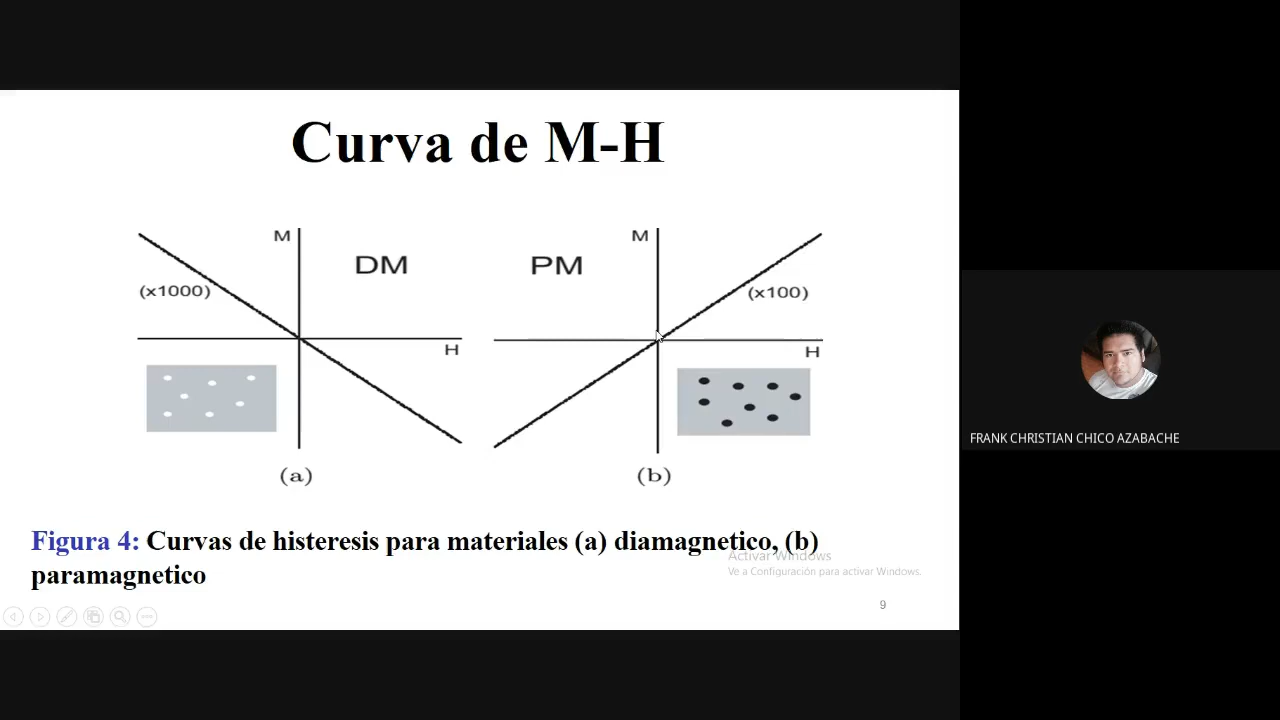 Curva de M-H
M
DM
(x1000)
H
(a)
M
PM
(x100)
H
(b)
Figura 4: Curvas de histeresis para materiales (a) diamagnetico, (b)
paramagnetico
Activar Windows
Ve a Configuración para activar Windows.
9
FRANK CHRISTIAN CHICO AZABACHE